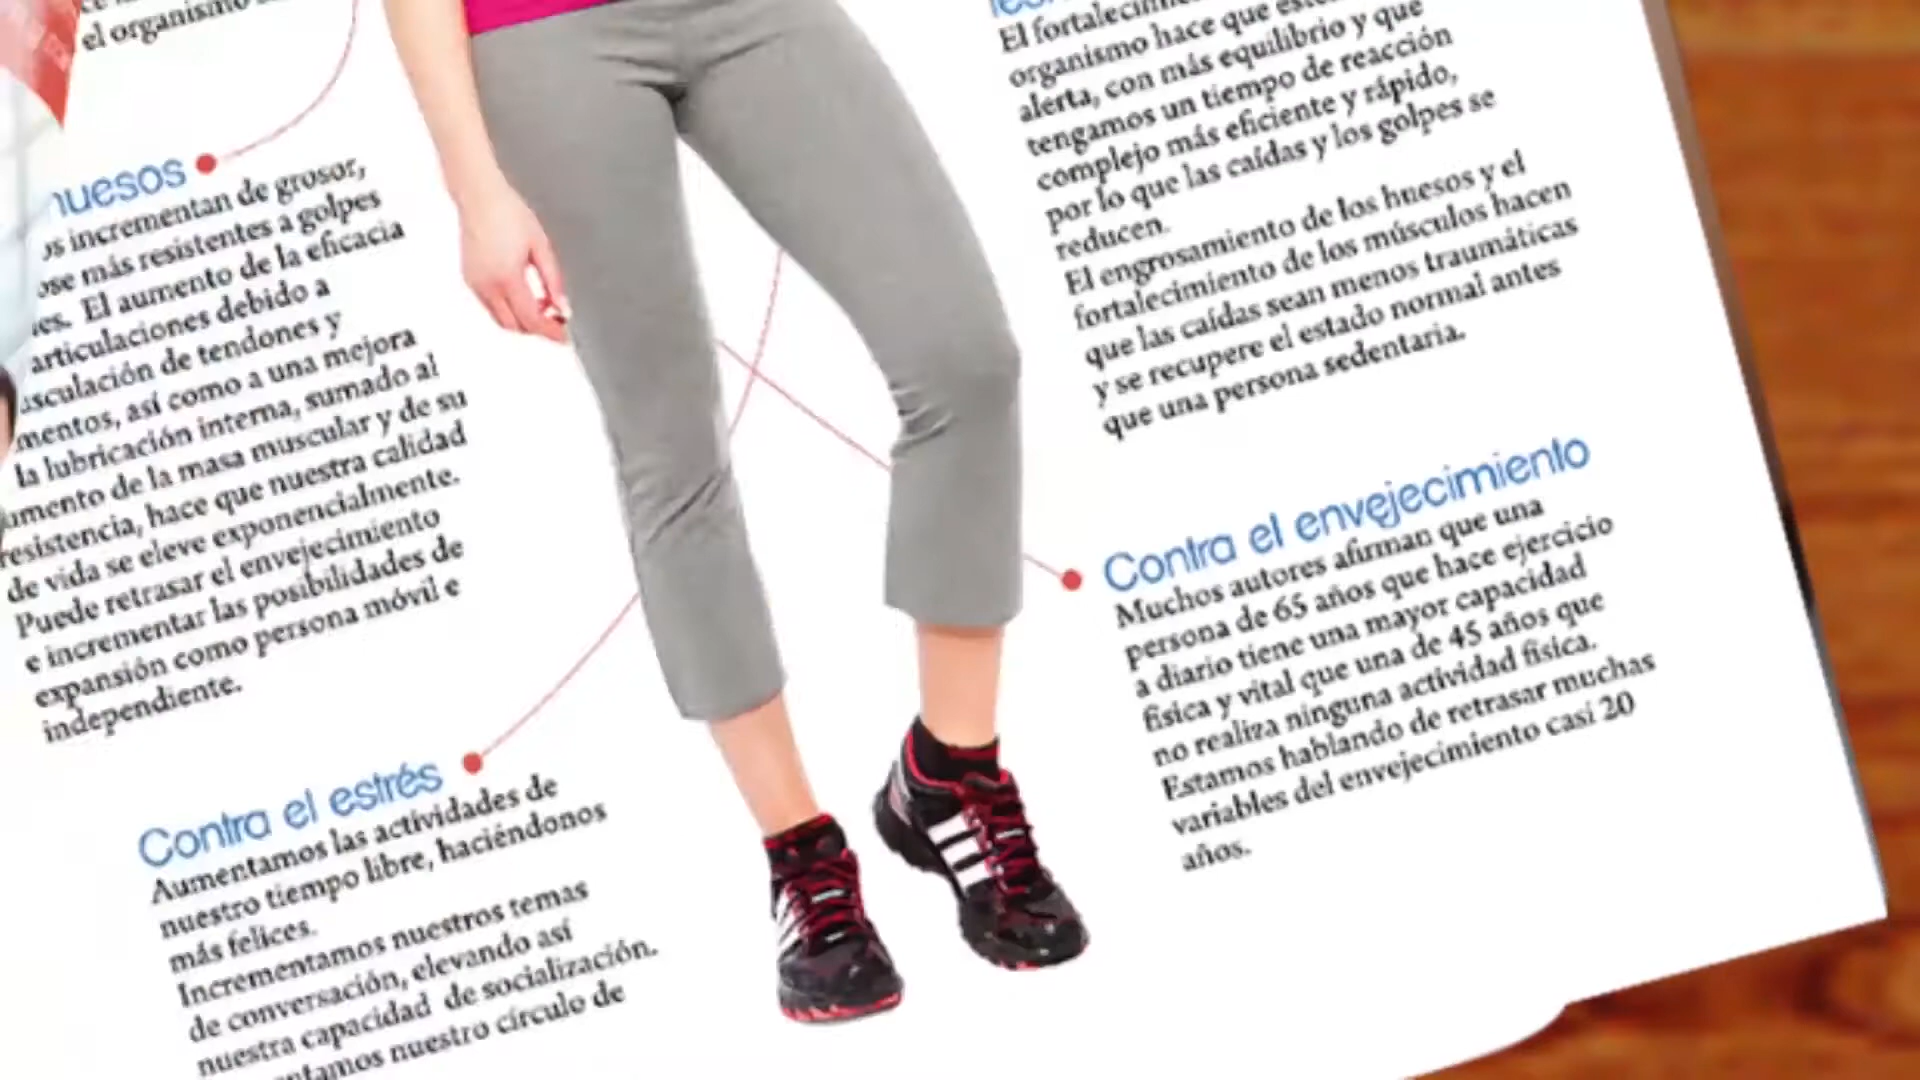 el organismo
huesos
incrementan de grosor,
más resistentes a golpes
El aumento de la eficacia
articulaciones debido a
de tendones y
así como a una mejora
la lubricación interna, sumado al
de la masa muscular y de su
resistencia, hace que nuestra calidad
de vida se eleve exponencialmente.
Puede retrasar el envejecimiento
e incrementar las posibilidades de
expansión como persona móvil e
independiente.
Contra el estrés
Aumentamos las actividades de
nuestro tiempo libre, haciéndonos
más felices.
Incrementamos nuestros temas
de conversación, elevando así
nuestra capacidad de socialización.
nuestro círculo de
El
organismo hace que
alerta, con más equilibrio y que
tengamos un tiempo de reacción
complejo más eficiente y rápido,
por lo que las caídas y los golpes se
reducen.
El engrosamiento de los huesos y el
fortalecimiento de los músculos hacen
que las caídas sean menos traumáticas
y se recupere el estado normal antes
que una persona sedentaria.
Contra el envejecimiento
Muchos autores afirman que una
persona de 65 años que hace ejercicio
a diario tiene una mayor capacidad
física y vital que una de 45 años que
no realiza ninguna actividad física.
Estamos hablando de retrasar muchas
variables del envejecimiento casi 20
años.